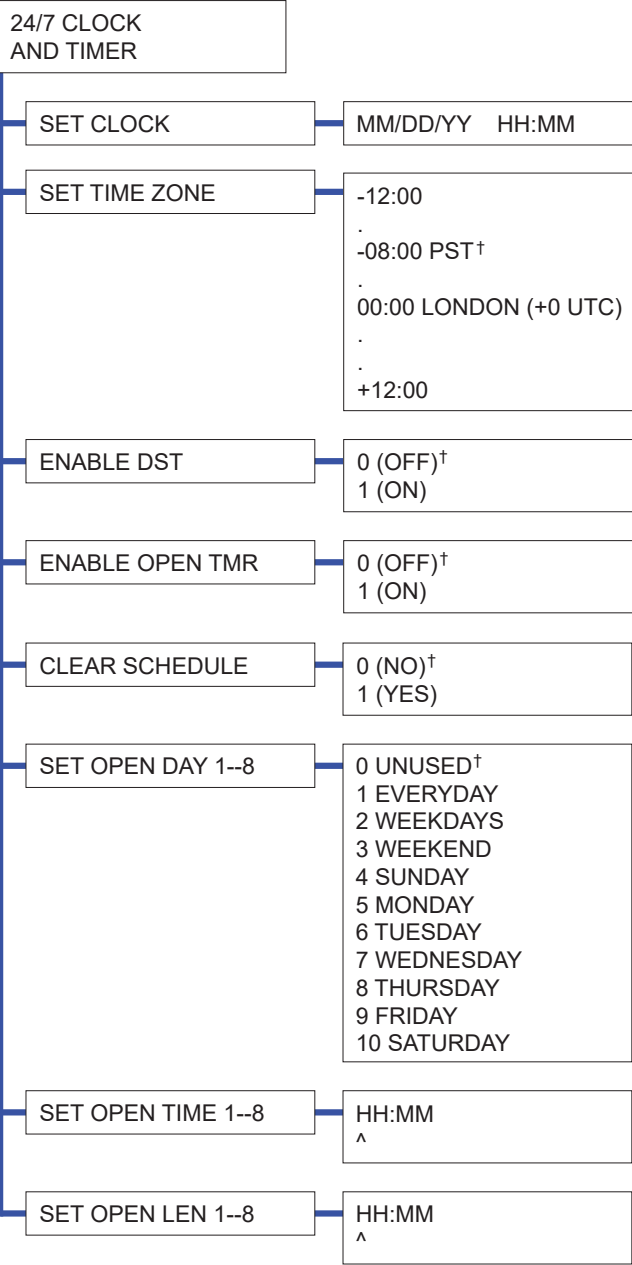 24/7 CLOCK
AND TIMER
SET CLOCK
MM/DD/YY HH:MM
SET TIME ZONE
-12:00
.
-08:00 PST†
.
00:00 LONDON (+0 UTC)
.
.
+12:00
ENABLE DST
0 (OFF)†
1 (ON)
ENABLE OPEN TMR
0 (OFF)†
1 (ON)
CLEAR SCHEDULE
0 (NO)†
1 (YES)
SET OPEN DAY 1--8
0 UNUSED†
1 EVERYDAY
2 WEEKDAYS
3 WEEKEND
4 SUNDAY
5 MONDAY
6 TUESDAY
7 WEDNESDAY
8 THURSDAY
9 FRIDAY
10 SATURDAY
SET OPEN TIME 1--8
HH:MM
^
SET OPEN LEN 1--8
HH:MM
^